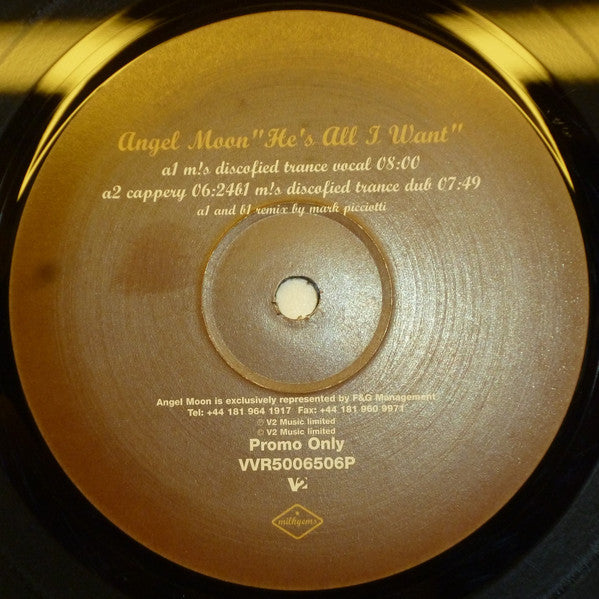 Angel Moon "He's All I Want"
a1 m!s discofied trance vocal 08:00
a2 cappery 06:24b1 m!s discofied trance dub 07:49
a1 and b1 remix by mark picciotti
Angel Moon is exclusively represented by F&G Management
Tel: +44 181 964 1917 Fax: +44 181 960 9971
℗ V2 Music limited
© V2 Music limited
Promo Only
VVR5006506P
V2
milkgems